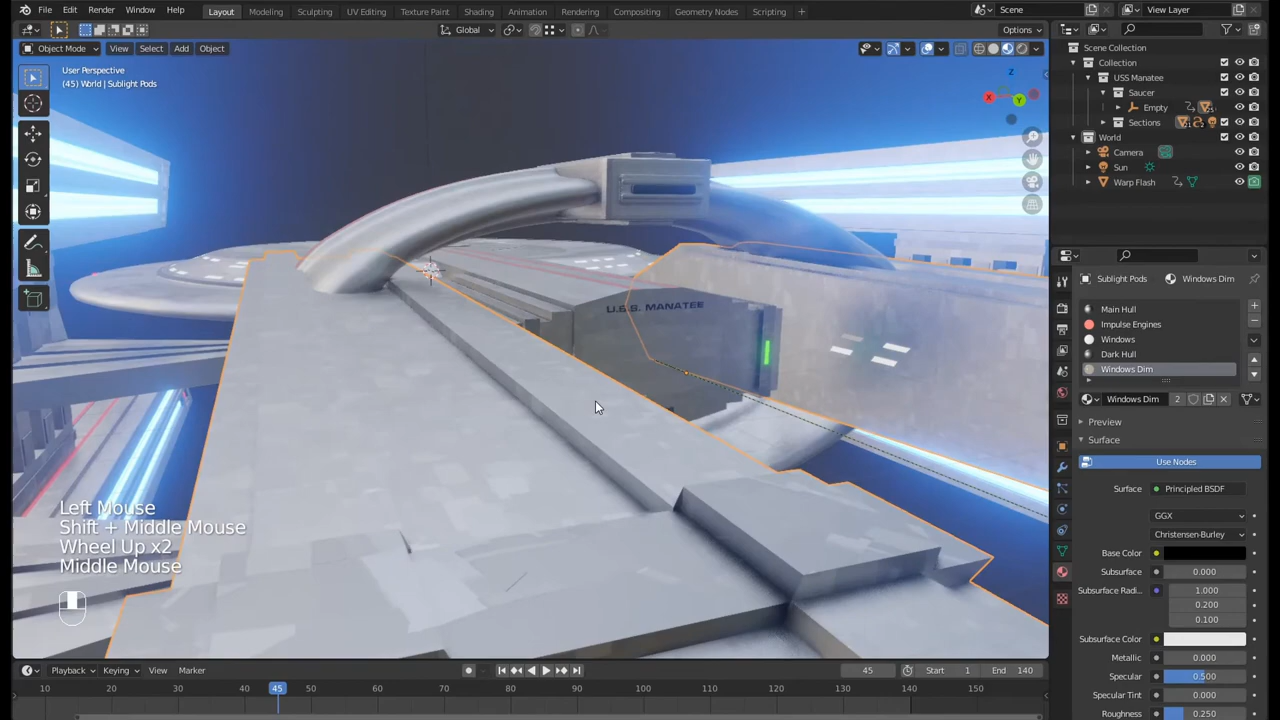 File Edit Render Window Help
Layout Modeling Sculpting UV Editing Texture Paint Shading Animation Rendering Compositing Geometry Nodes Scripting +
Scene
View Layer
Global
Options
Object Mode View Select Add Object
User Perspective
(45) World | Sublight Pods
Z
X
Y
U.S.S. MANATEE
Left Mouse
Shift + Middle Mouse
Wheel Up x2
Middle Mouse
Scene Collection
Collection
USS Manatee
Saucer
Empty
Sections
World
Camera
Sun
Warp Flash
Sublight Pods
Windows Dim
Main Hull
Impulse Engines
Windows
Dark Hull
Windows Dim
Windows Dim 2
Preview
Surface
Use Nodes
Surface Principled BSDF
GGX
Christensen-Burley
Base Color
Subsurface 0.000
Subsurface Radi... 1.000
0.200
0.100
Subsurface Color
Metallic 0.000
Specular 0.500
Specular Tint 0.000
Roughness 0.250
Playback Keying View Marker
45
Start 1
End 140
10 20 30 45 50 60 70 80 90 100 110 120 130 140 150